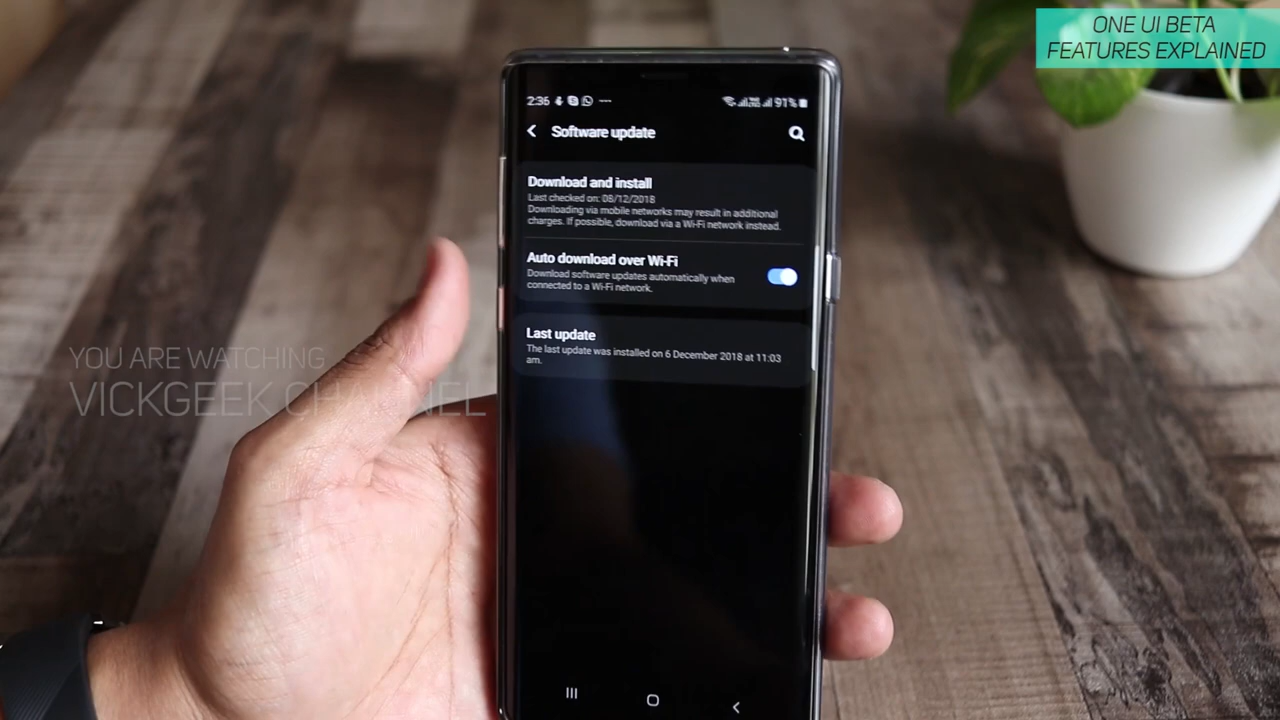 ONE UI BETA
FEATURES EXPLAINED
2:36
91%
Software update
Download and install
Last checked on: 08/12/2018
Downloading via mobile networks may result in additional
charges. If possible, download via a Wi-Fi network instead.
Auto download over Wi-Fi
Download software updates automatically when
connected to a Wi-Fi network.
Last update
The last update was installed on 6 December 2018 at 11:03
am.
YOU ARE WATCHING
VICKGEEK CHANNEL